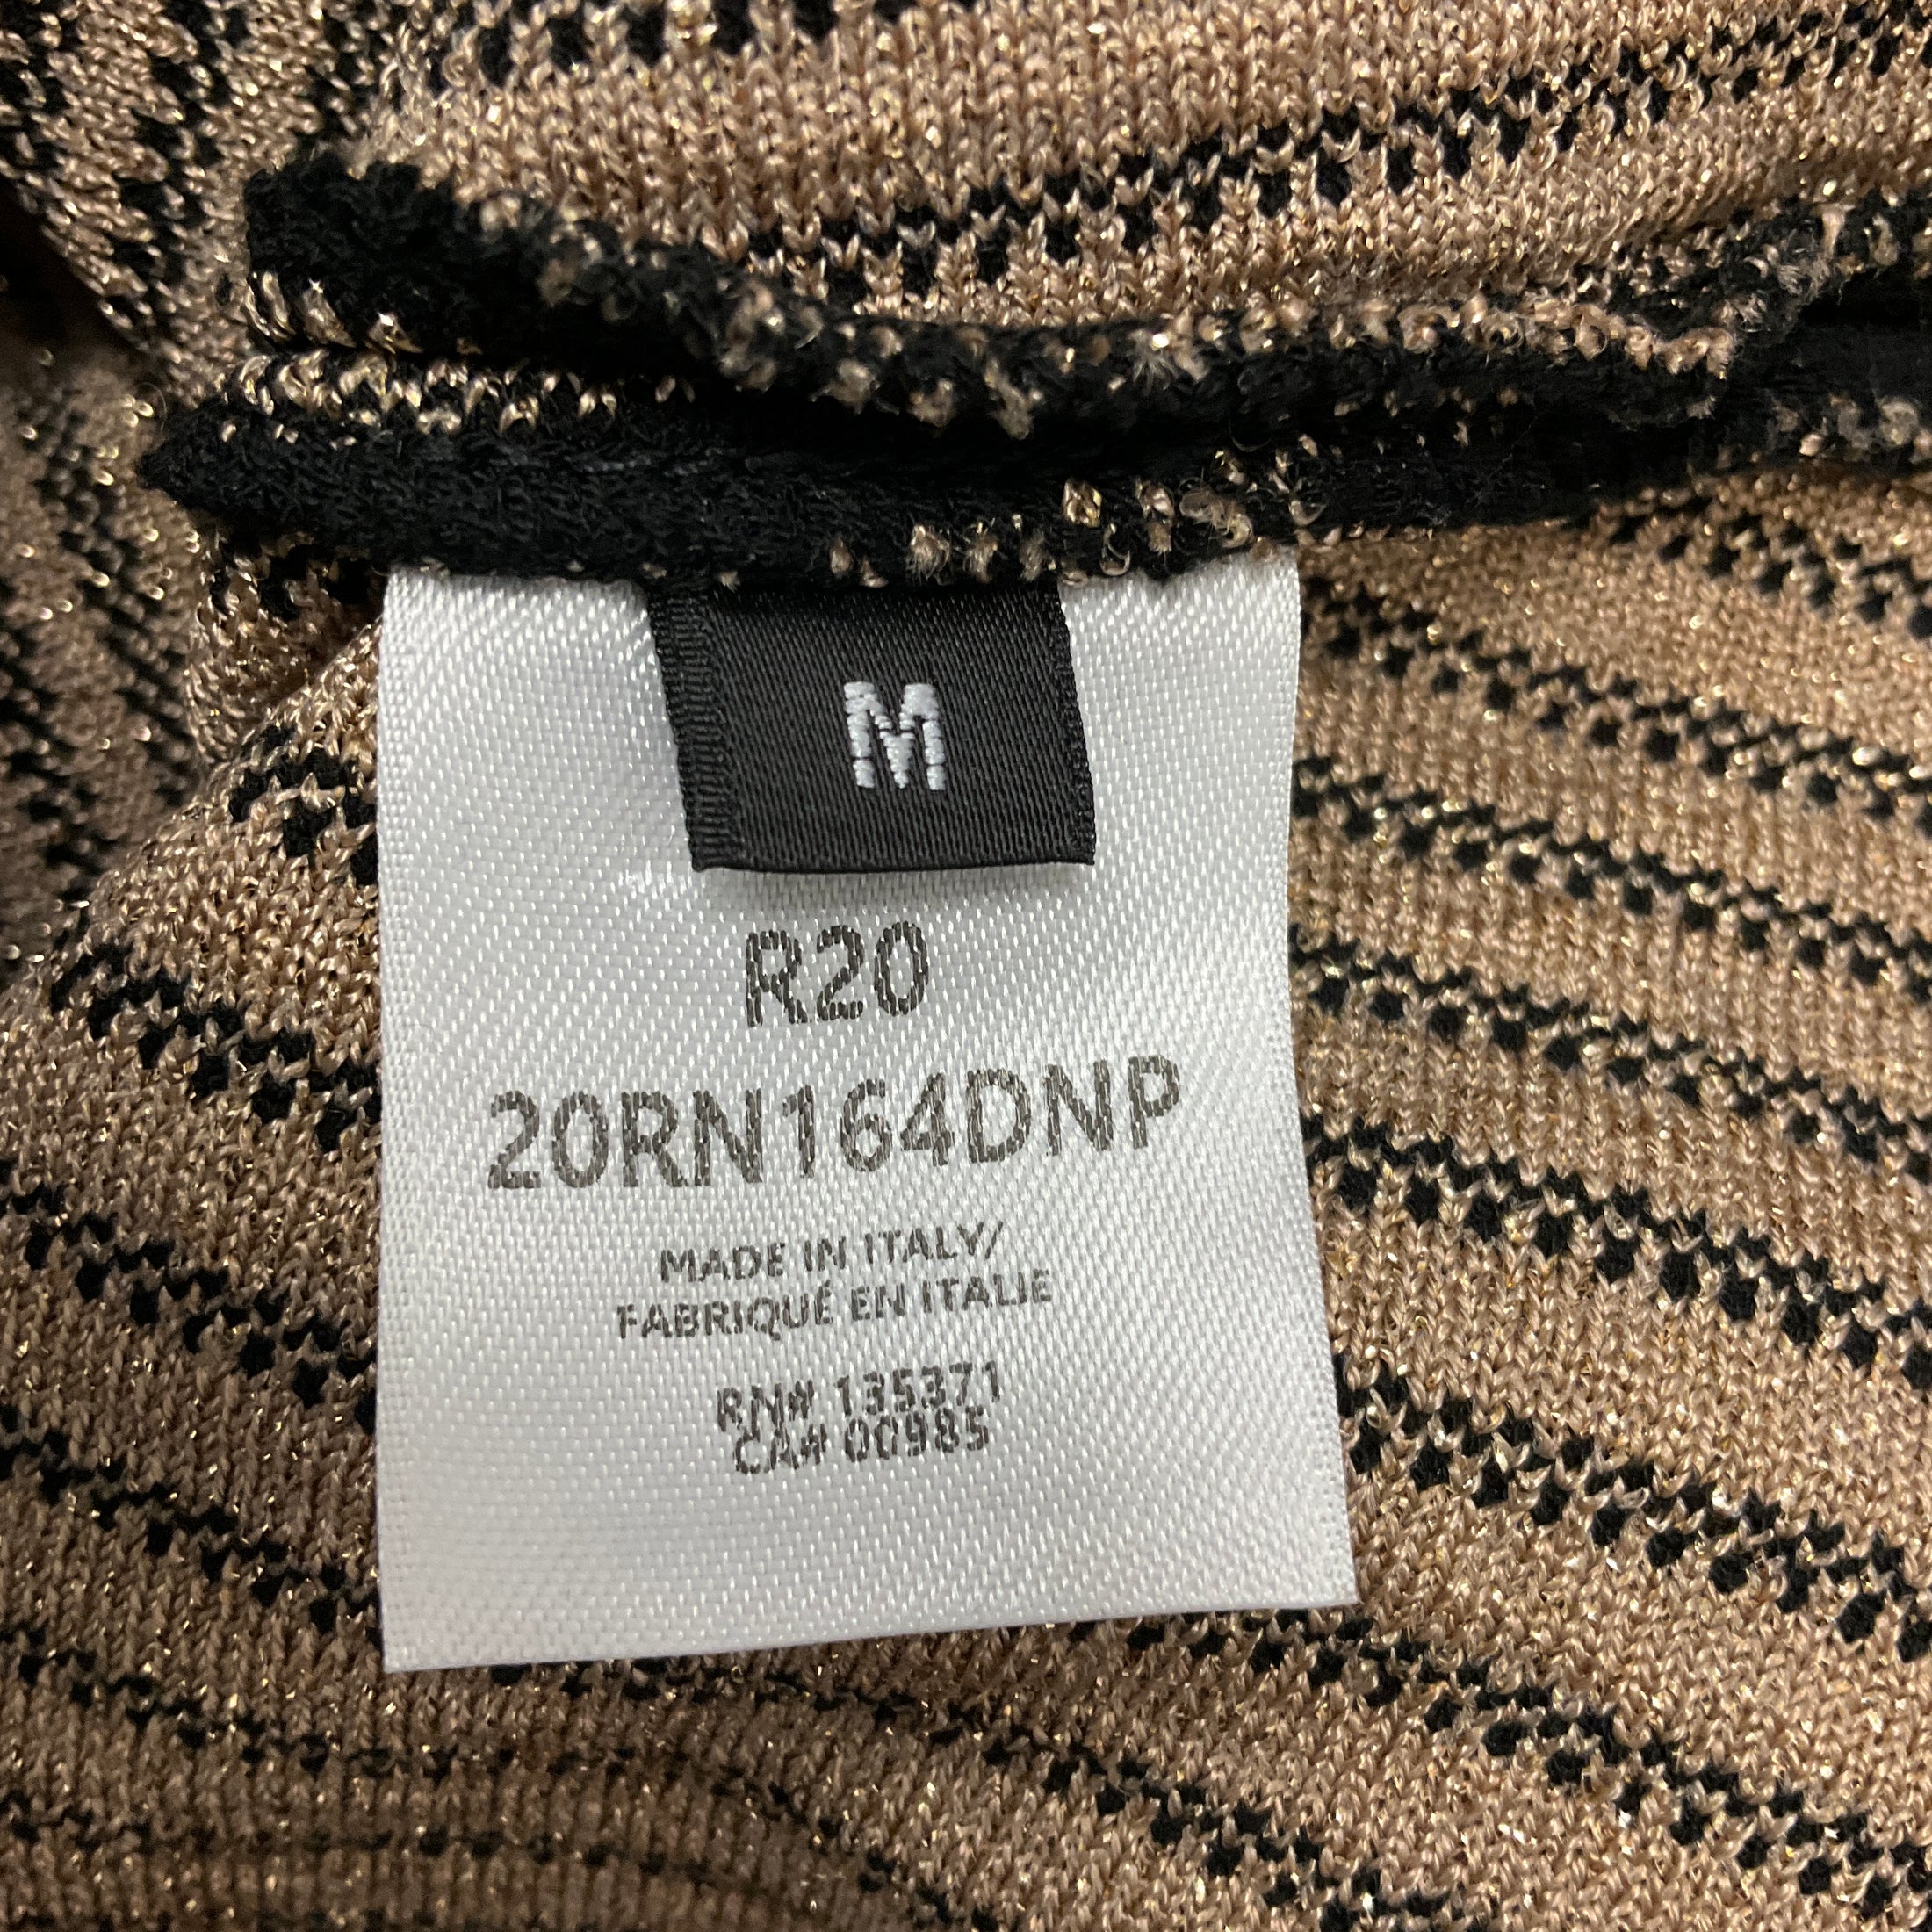 M
R20
20RN164DNP
MADE IN ITALY/
FABRIQUÉ EN ITALIE
RN# 135371
CA# 00985